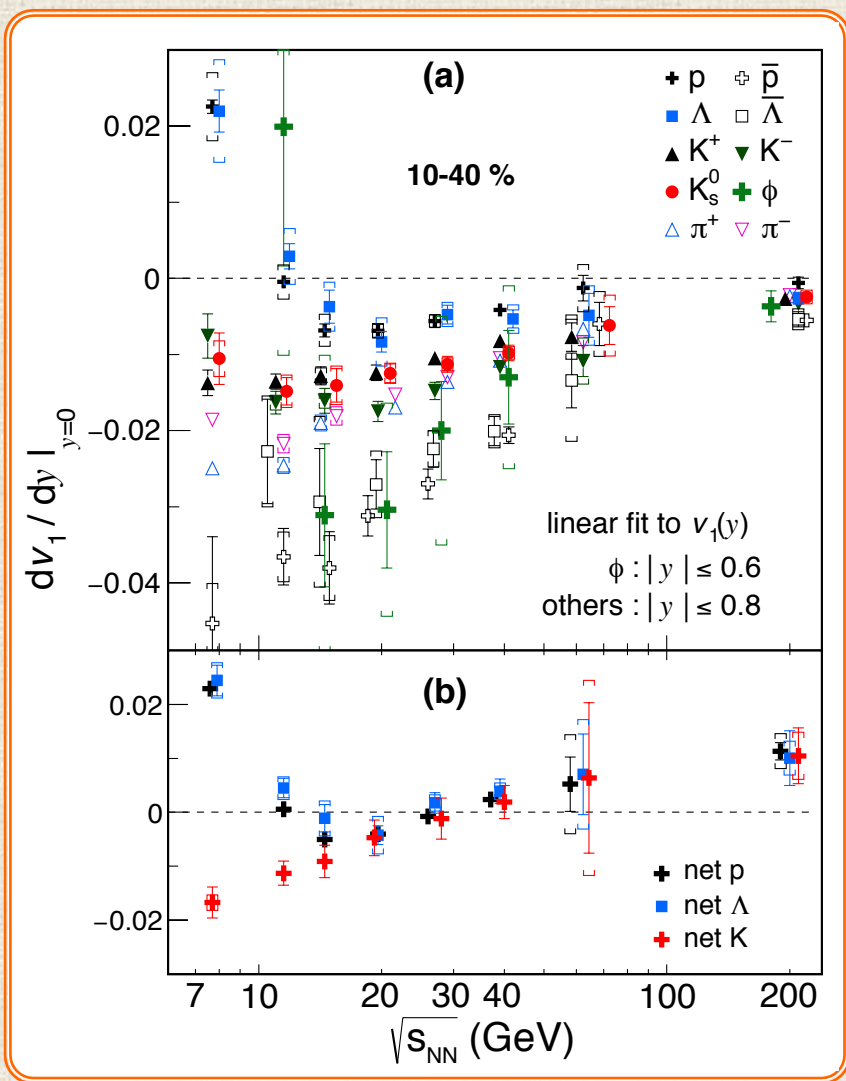 (a)
p p̅
Λ Λ̅
K⁺ K⁻
K⁰ₛ ϕ
π⁺ π⁻
10-40 %
0.02
0
−0.02
−0.04
dv₁ / dy |y=0
linear fit to v₁(y)
ϕ : | y | ≤ 0.6
others : | y | ≤ 0.8
(b)
0.02
0
−0.02
net p
net Λ
net K
7 10 20 30 40 100 200
√sNN (GeV)